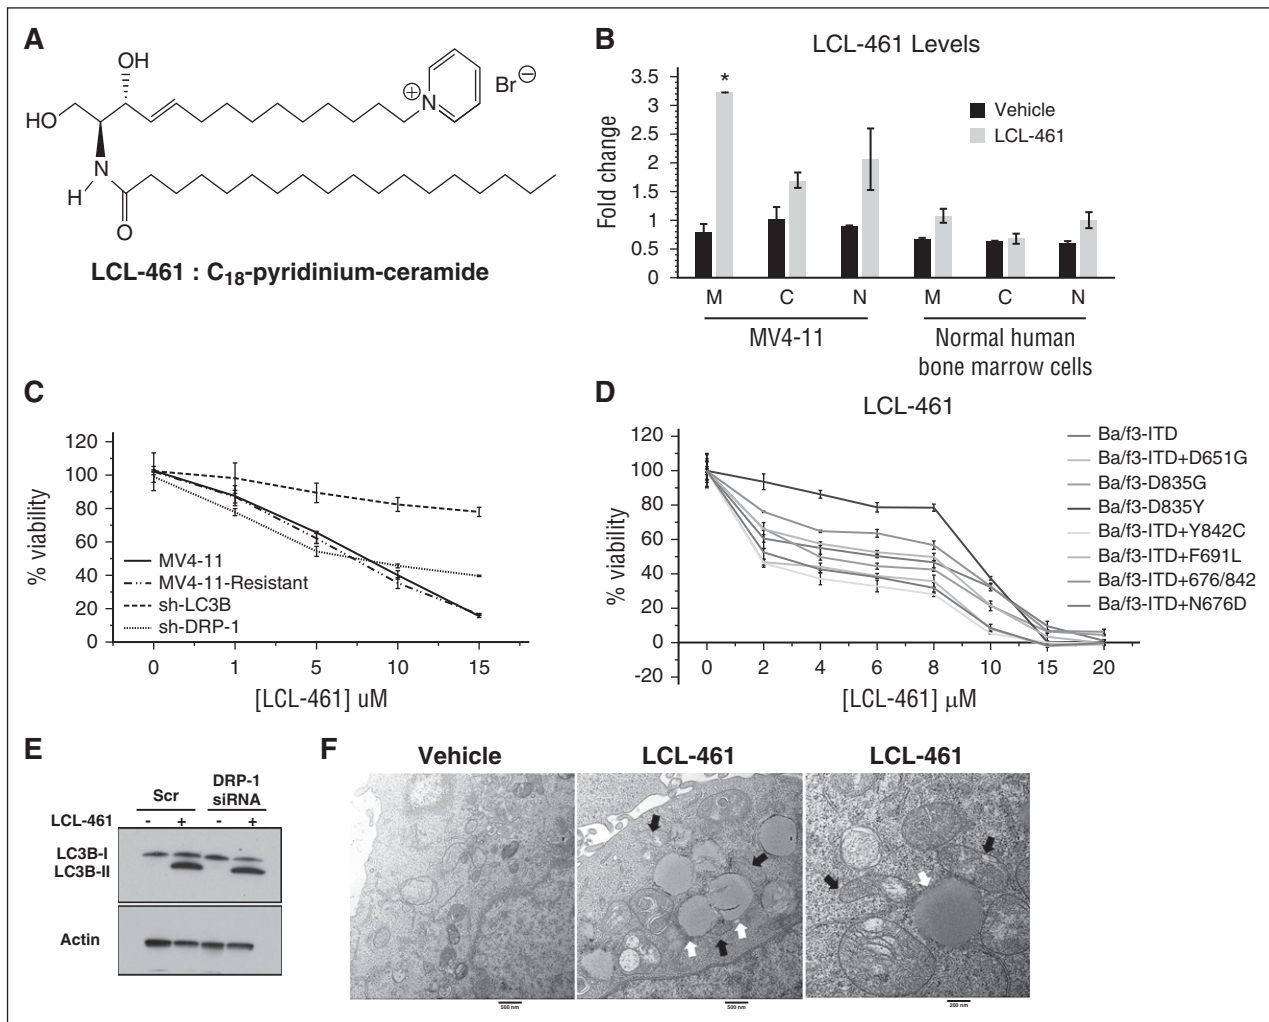 A
OH
HO
N
H
O
⊕
N
Br⊖
LCL-461 : C18-pyridinium-ceramide
B
LCL-461 Levels
Fold change
3.5
3
2.5
2
1.5
1
0.5
0
*
Vehicle
LCL-461
M C N M C N
MV4-11
Normal human
bone marrow cells
C
% viability
120
100
80
60
40
20
0
MV4-11
MV4-11-Resistant
sh-LC3B
sh-DRP-1
0 1 5 10 15
[LCL-461] uM
D
LCL-461
% viability
120
100
80
60
40
20
0
-20
0 2 4 6 8 10 15 20
[LCL-461] μM
Ba/f3-ITD
Ba/f3-ITD+D651G
Ba/f3-D835G
Ba/f3-D835Y
Ba/f3-ITD+Y842C
Ba/f3-ITD+F691L
Ba/f3-ITD+676/842
Ba/f3-ITD+N676D
E
Scr
DRP-1
siRNA
LCL-461 - + - +
LC3B-I
LC3B-II
Actin
F
Vehicle
LCL-461
LCL-461
500 nm
500 nm
200 nm